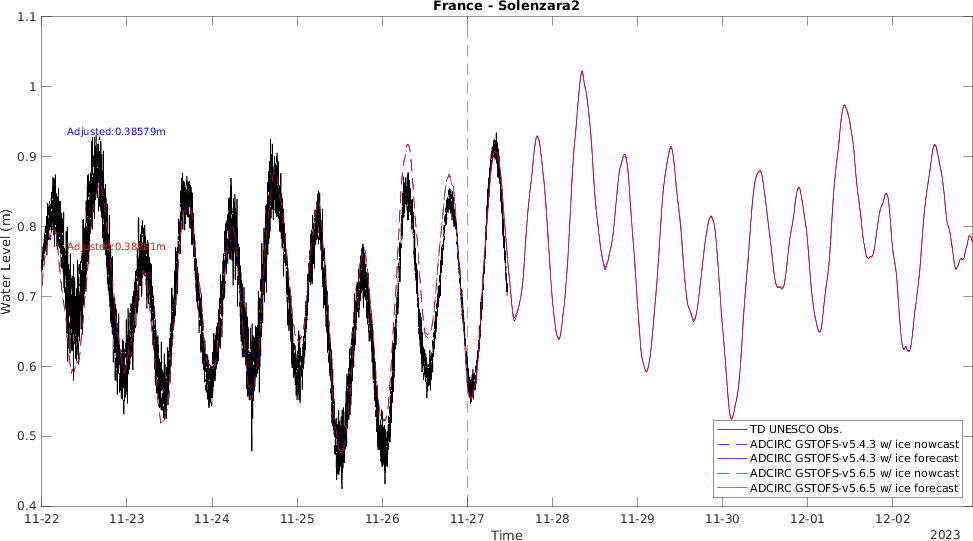 France - Solenzara2
1.1
1
0.9
0.8
0.7
0.6
0.5
0.4
Water Level (m)
Adjusted:0.38579m
TD UNESCO Obs.
ADCIRC GSTOFS-v5.4.3 w/ ice nowcast
ADCIRC GSTOFS-v5.4.3 w/ ice forecast
ADCIRC GSTOFS-v5.6.5 w/ ice nowcast
ADCIRC GSTOFS-v5.6.5 w/ ice forecast
11-22 11-23 11-24 11-25 11-26 11-27 11-28 11-29 11-30 12-01 12-02
Time
2023